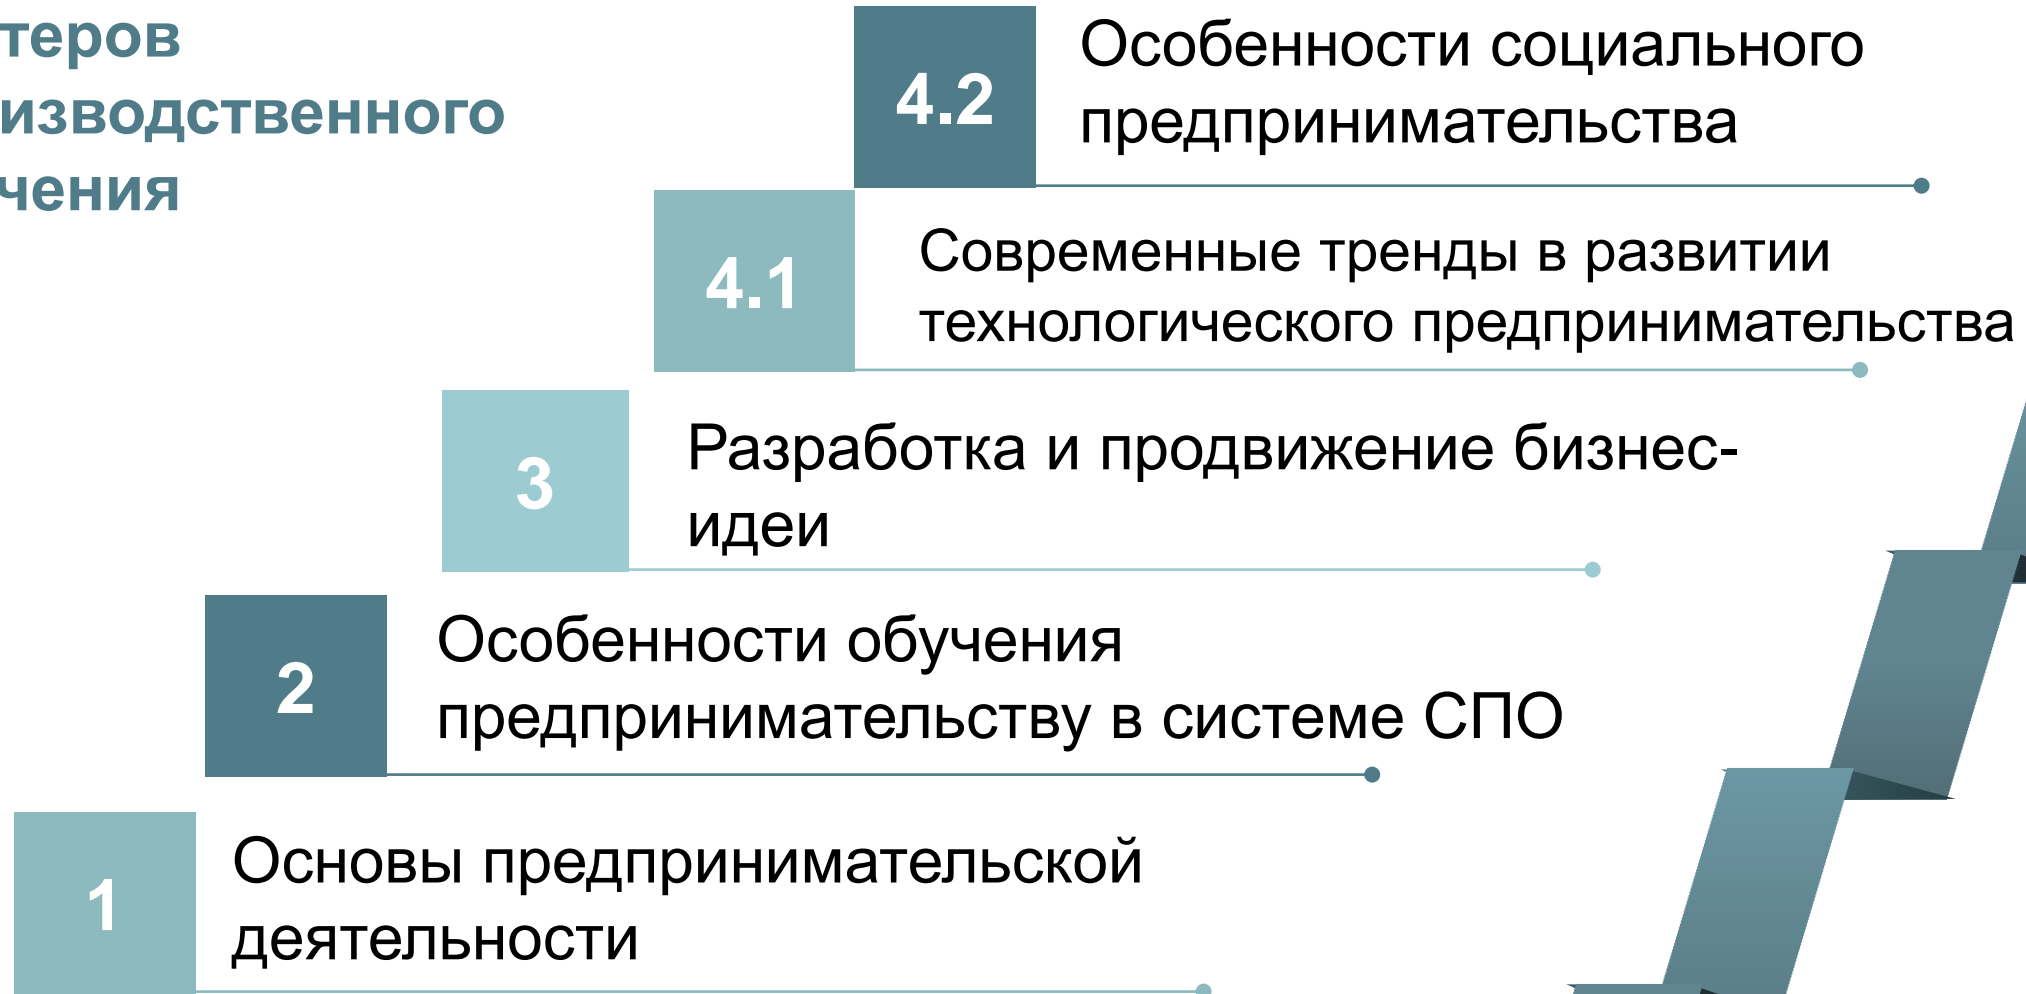 теров
изводственного
чения
4.2
Особенности социального
предпринимательства
4.1
Современные тренды в развитии
технологического предпринимательства
3
Разработка и продвижение бизнес-
идеи
2
Особенности обучения
предпринимательству в системе СПО
1
Основы предпринимательской
деятельности